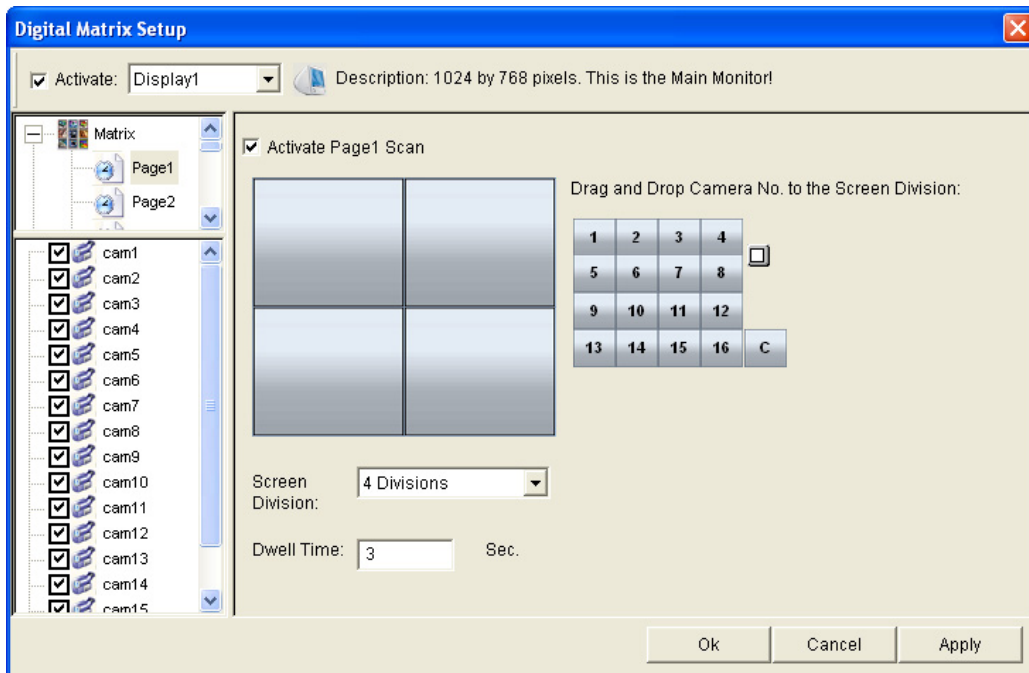 Digital Matrix Setup
Activate: Display1 Description: 1024 by 768 pixels. This is the Main Monitor!
Matrix
Page1
Page2
cam1
cam2
cam3
cam4
cam5
cam6
cam7
cam8
cam9
cam10
cam11
cam12
cam13
cam14
cam15
Activate Page1 Scan
Drag and Drop Camera No. to the Screen Division:
1 2 3 4
5 6 7 8
9 10 11 12
13 14 15 16 C
Screen
Division:
4 Divisions
Dwell Time: 3 Sec.
Ok Cancel Apply